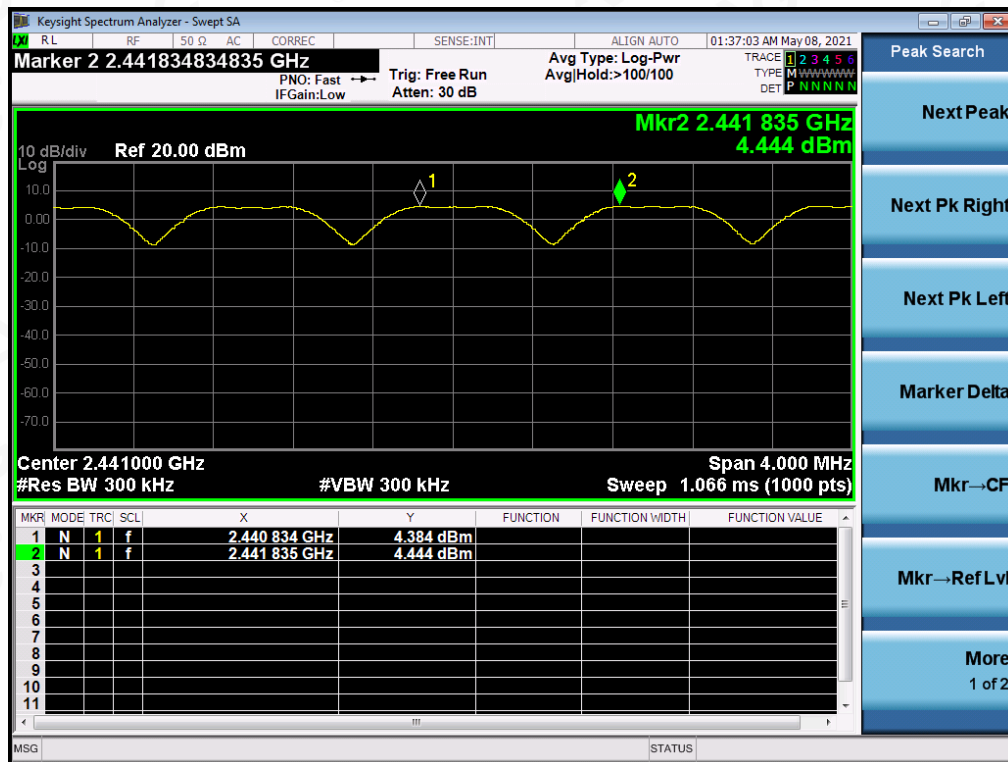 Keysight Spectrum Analyzer - Swept SA
LXI RL RF 50 Ω AC CORREC SENSE:INT ALIGN AUTO 01:37:03 AM May 08, 2021
Marker 2 2.441834834835 GHz
PNO: Fast
IFGain:Low
Trig: Free Run
Atten: 30 dB
Avg Type: Log-Pwr
Avg|Hold:>100/100
TRACE 1 2 3 4 5 6
TYPE M WWWWW
DET P N N N N N
Peak Search
Next Peak
Next Pk Right
Next Pk Left
Marker Delta
Mkr→CF
Mkr→Ref Lvl
More
1 of 2
Mkr2 2.441 835 GHz
4.444 dBm
10 dB/div Ref 20.00 dBm
Log
10.0
0.00
-10.0
-20.0
-30.0
-40.0
-50.0
-60.0
-70.0
1
2
Center 2.441000 GHz Span 4.000 MHz
#Res BW 300 kHz #VBW 300 kHz Sweep 1.066 ms (1000 pts)
MKR MODE TRC SCL X Y FUNCTION FUNCTION WIDTH FUNCTION VALUE
1 N 1 f 2.440 834 GHz 4.384 dBm
2 N 1 f 2.441 835 GHz 4.444 dBm
3
4
5
6
7
8
9
10
11
MSG STATUS